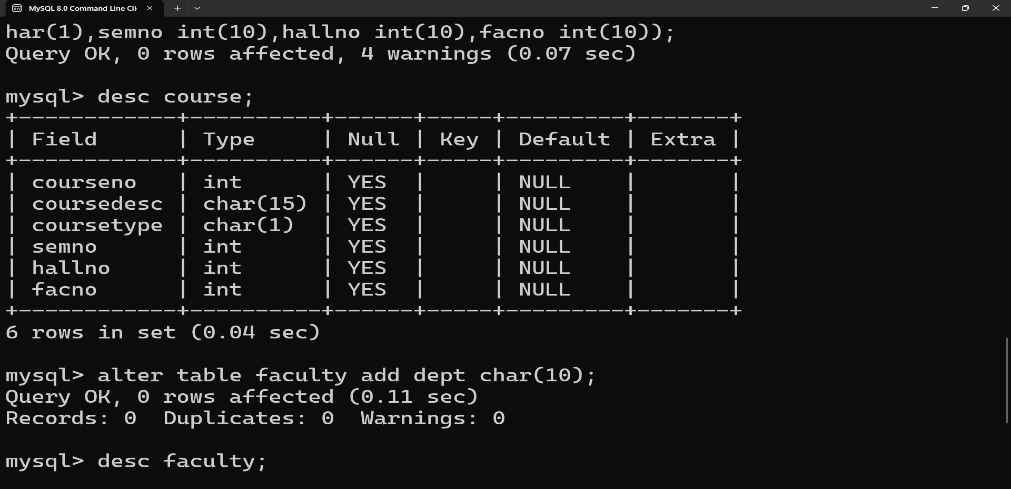 MySQL 8.0 Command Line Cli
har(1),semno int(10),hallno int(10),facno int(10));
Query OK, 0 rows affected, 4 warnings (0.07 sec)
mysql> desc course;
+------------+----------+------+-----+---------+-------+
| Field      | Type     | Null | Key | Default | Extra |
+------------+----------+------+-----+---------+-------+
| courseno   | int      | YES  |     | NULL    |       |
| coursedesc | char(15) | YES  |     | NULL    |       |
| coursetype | char(1)  | YES  |     | NULL    |       |
| semno      | int      | YES  |     | NULL    |       |
| hallno     | int      | YES  |     | NULL    |       |
| facno      | int      | YES  |     | NULL    |       |
+------------+----------+------+-----+---------+-------+
6 rows in set (0.04 sec)
mysql> alter table faculty add dept char(10);
Query OK, 0 rows affected (0.11 sec)
Records: 0  Duplicates: 0  Warnings: 0
mysql> desc faculty;